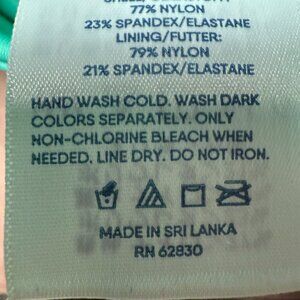 77% NYLON
23% SPANDEX/ELASTANE
LINING/FUTTER:
79% NYLON
21% SPANDEX/ELASTANE
HAND WASH COLD. WASH DARK
COLORS SEPARATELY. ONLY
NON-CHLORINE BLEACH WHEN
NEEDED. LINE DRY. DO NOT IRON.
MADE IN SRI LANKA
RN 62830